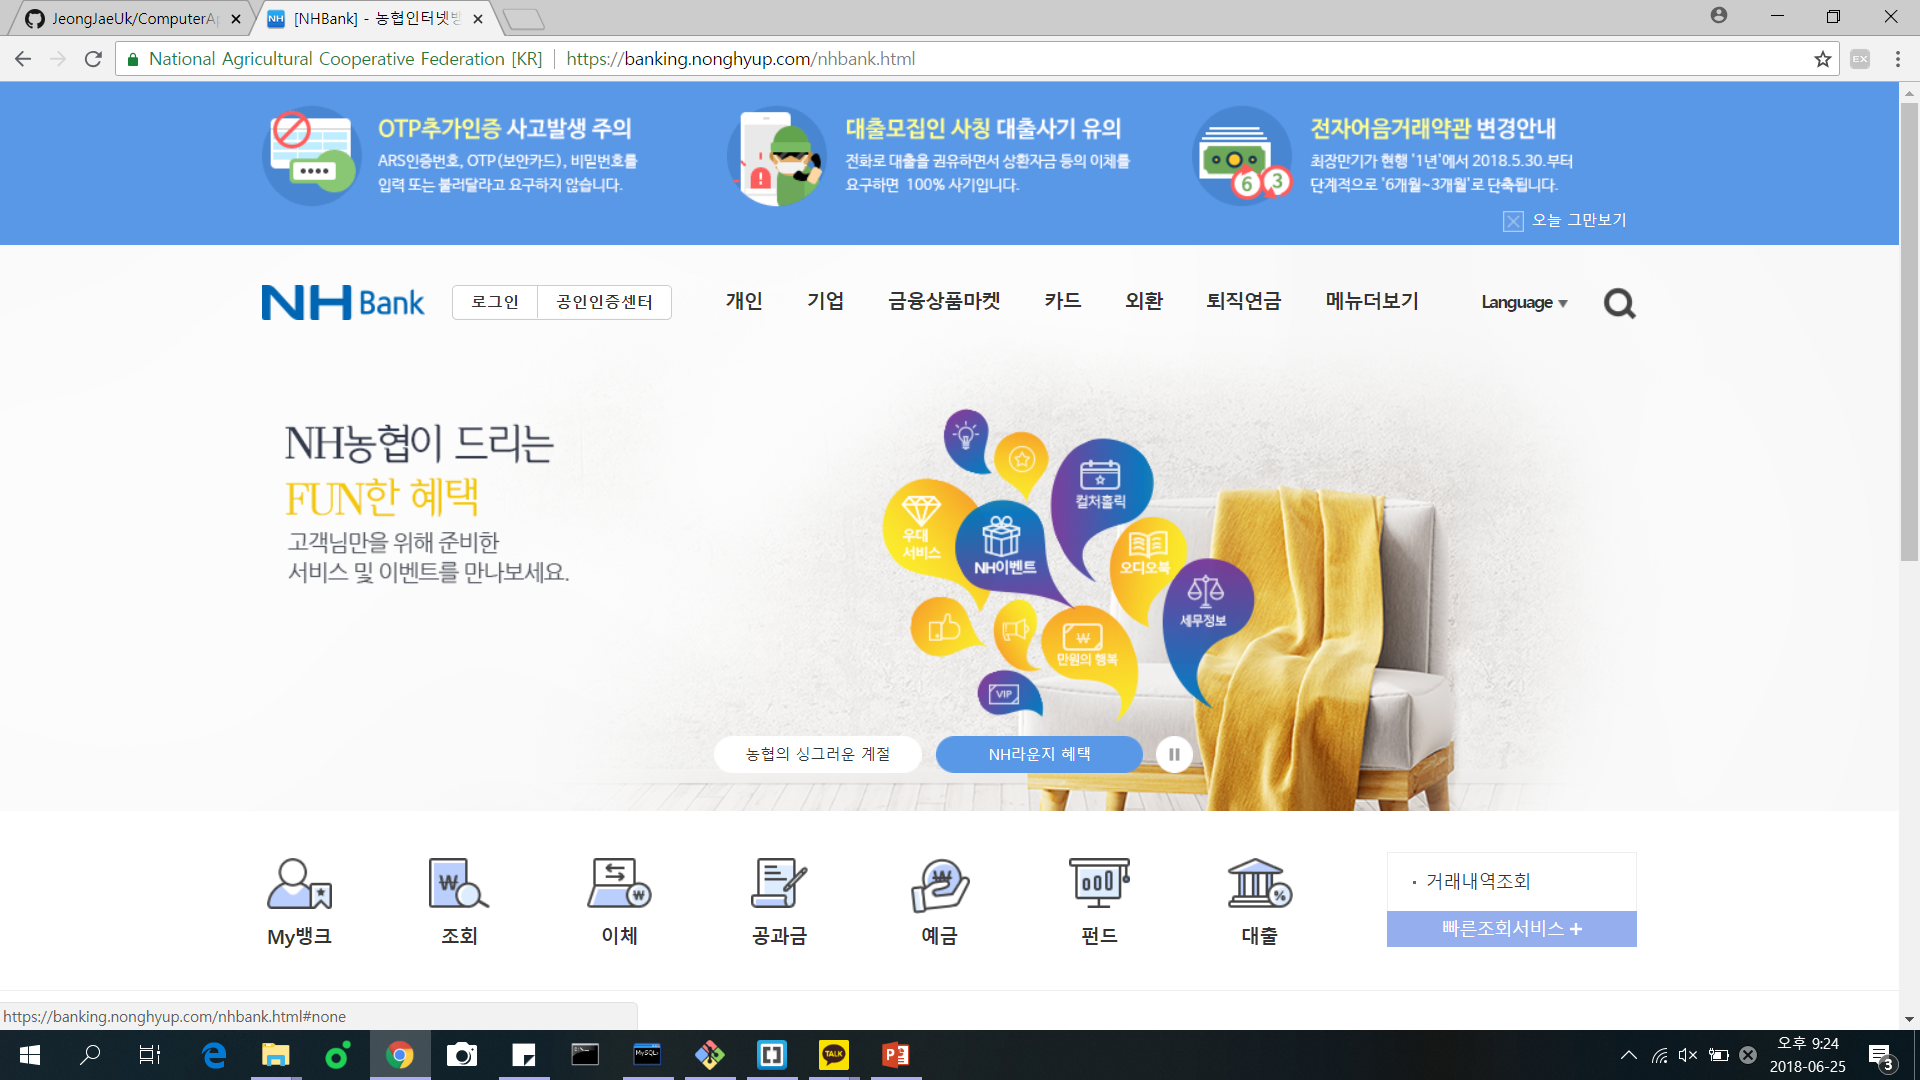 JeongJaeUk/ComputerAp
[NHBank] - 농협인터넷뱅
National Agricultural Cooperative Federation [KR]
https://banking.nonghyup.com/nhbank.html
EX
OTP추가인증 사고발생 주의
ARS인증번호, OTP(보안카드), 비밀번호를
입력 또는 불러달라고 요구하지 않습니다.
대출모집인 사칭 대출사기 유의
전화로 대출을 권유하면서 상환자금 등의 이체를
요구하면 100% 사기입니다.
6 3
전자어음거래약관 변경안내
최장만기가 현행 '1년'에서 2018.5.30.부터
단계적으로 '6개월~3개월'로 단축됩니다.
오늘 그만보기
NH Bank
로그인
공인인증센터
개인
기업
금융상품마켓
카드
외환
퇴직연금
메뉴더보기
Language
NH농협이 드리는
FUN한 혜택
고객님만을 위해 준비한
서비스 및 이벤트를 만나보세요.
컬처홀릭
우대
서비스
NH이벤트
오디오북
세무정보
만원의 행복
VIP
농협의 싱그러운 계절
NH라운지 혜택
My뱅크
조회
이체
공과금
예금
펀드
대출
· 거래내역조회
빠른조회서비스 +
https://banking.nonghyup.com/nhbank.html#none
MySQL
TALK
오후 9:24
2018-06-25
3